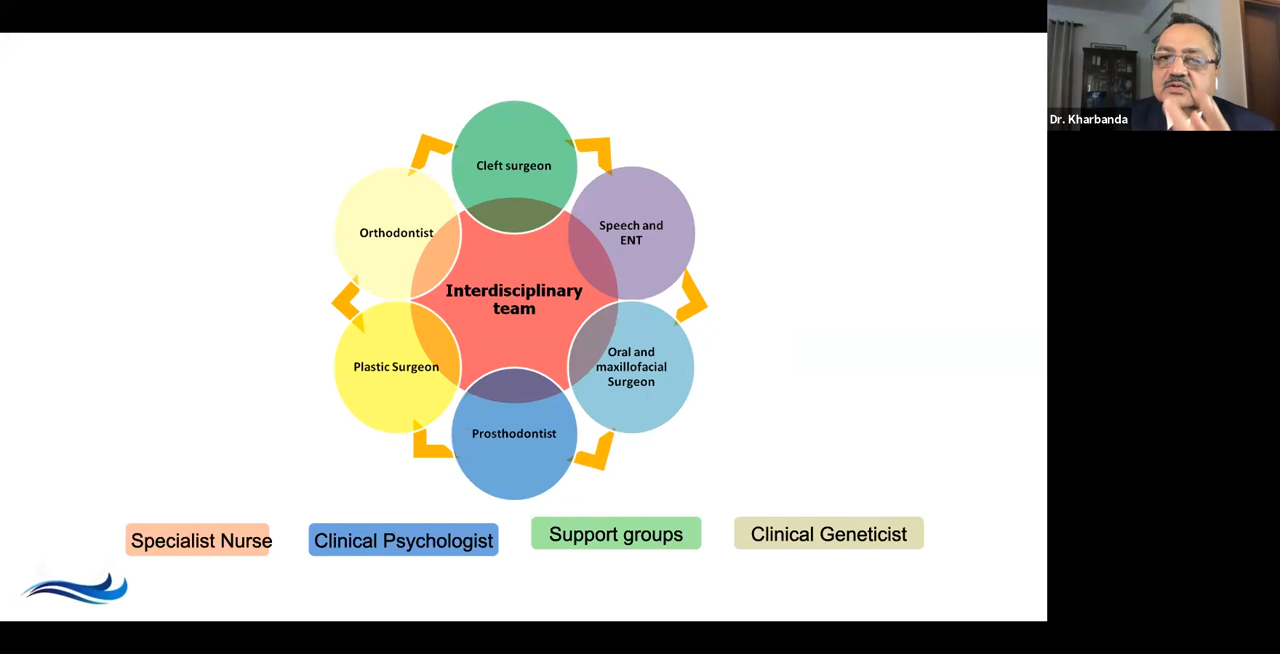 Dr. Kharbanda
Cleft surgeon
Speech and
ENT
Orthodontist
Interdisciplinary
team
Oral and
maxillofacial
Surgeon
Plastic Surgeon
Prosthodontist
Specialist Nurse
Clinical Psychologist
Support groups
Clinical Geneticist